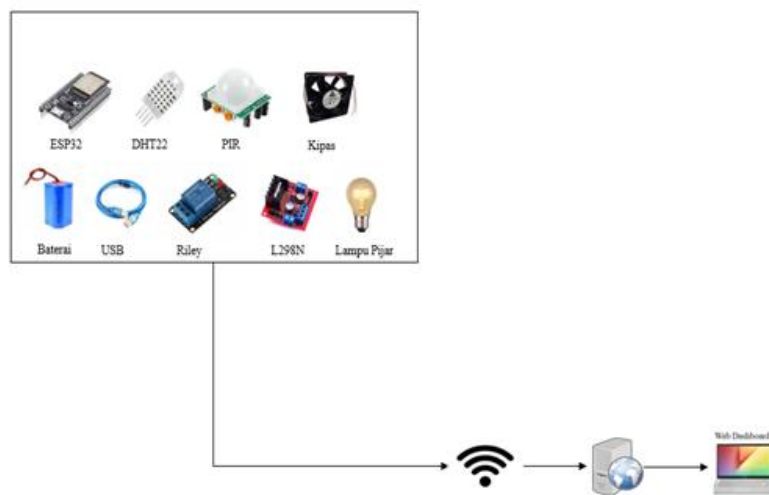 ESP32
DHT22
PIR
Kipas
Baterai
USB
Riley
L298N
Lampu Pijar
Web Dashboard